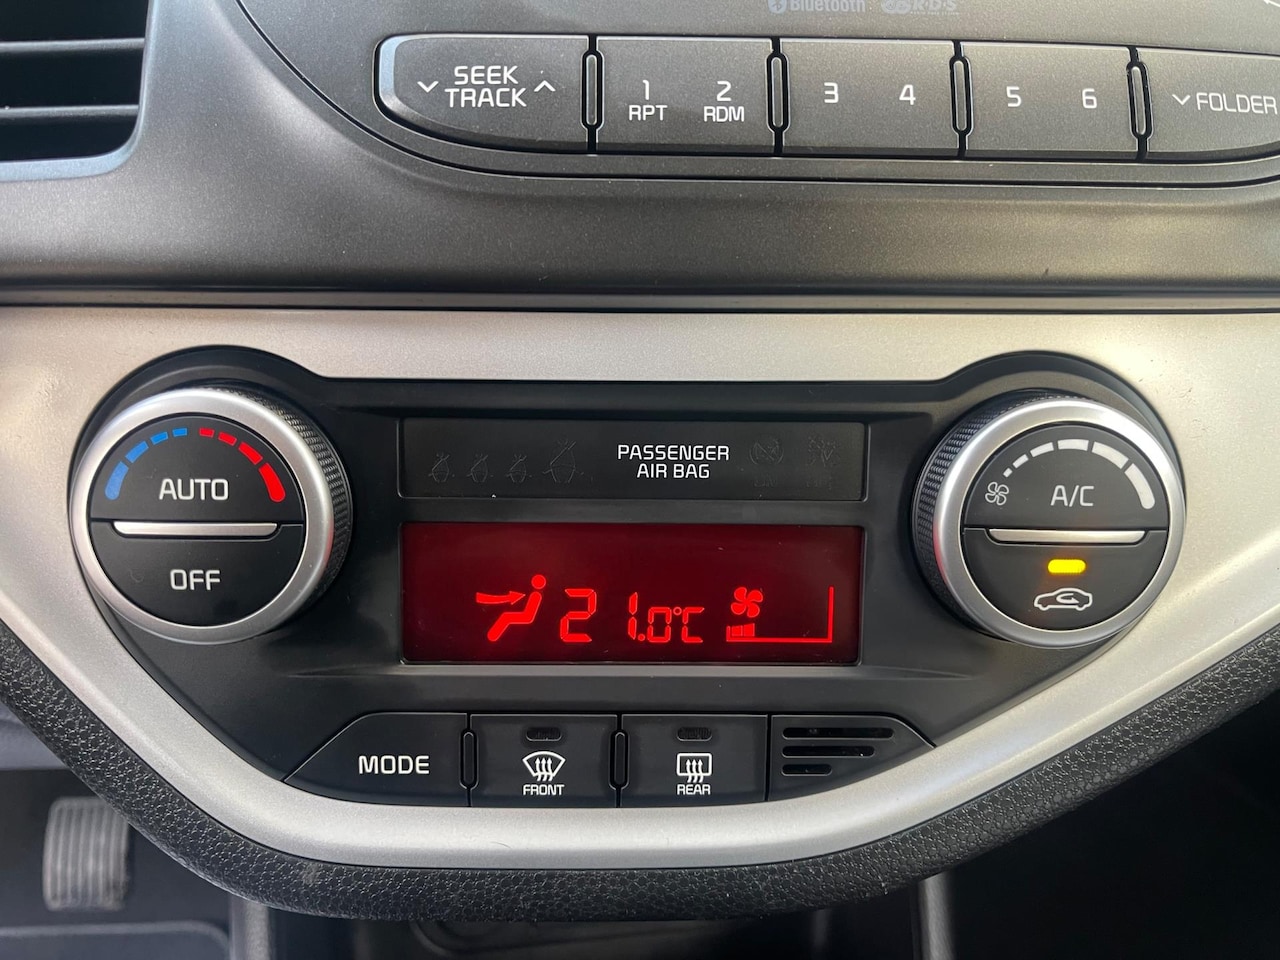 Bluetooth R·D·S
SEEK
TRACK
1
RPT
2
RDM
3 4 5 6
FOLDER
PASSENGER
AIR BAG
AUTO
OFF
A/C
21.0°C
MODE
FRONT
REAR